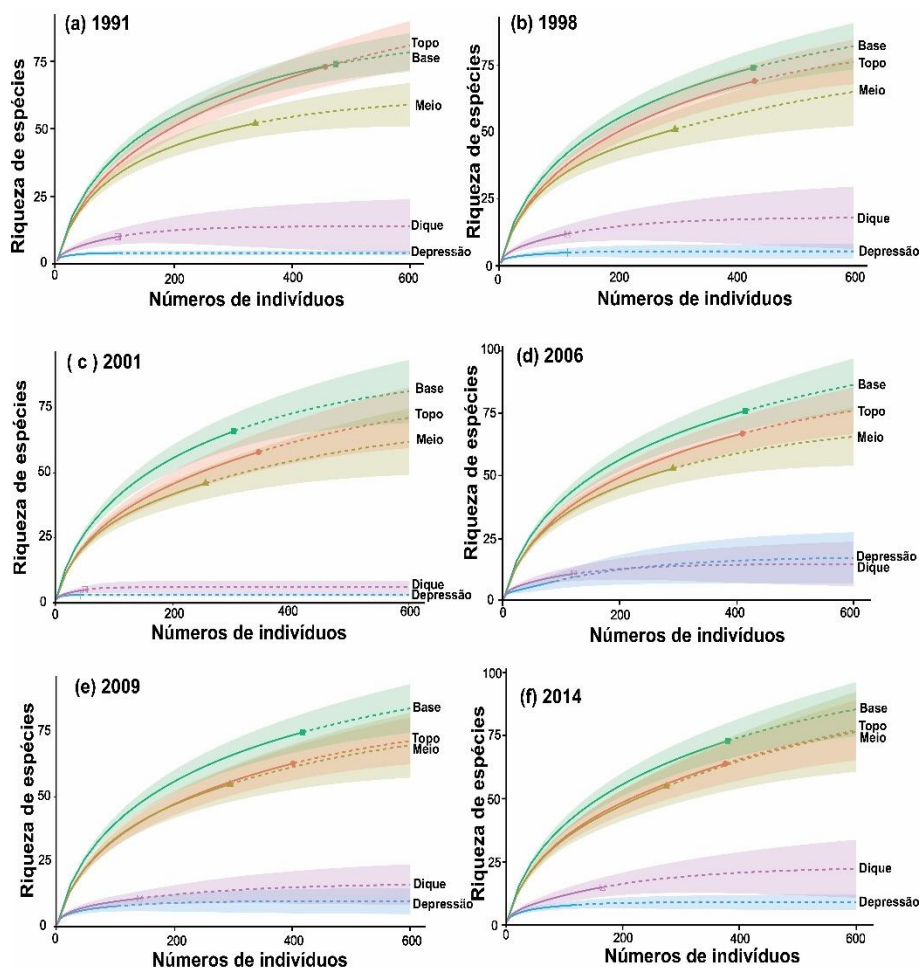 (a) 1991
Riqueza de espécies
75
50
25
0
200
400
600
Números de indivíduos
Topo
Base
Meio
Dique
Depressão
(b) 1998
Riqueza de espécies
75
50
25
0
200
400
600
Números de indivíduos
Base
Topo
Meio
Dique
Depressão
( c ) 2001
Riqueza de espécies
75
50
25
0
0
200
400
600
Números de indivíduos
Base
Topo
Meio
Dique
Depressão
(d) 2006
Riqueza de espécies
100
75
50
25
0
0
200
400
600
Números de indivíduos
Base
Topo
Meio
Depressão
Dique
(e) 2009
Riqueza de espécies
75
50
25
0
0
200
400
600
Números de indivíduos
Base
Topo
Meio
Dique
Depressão
(f) 2014
Riqueza de espécies
100
75
50
25
0
0
200
400
600
Números de indivíduos
Base
Topo
Meio
Dique
Depressão